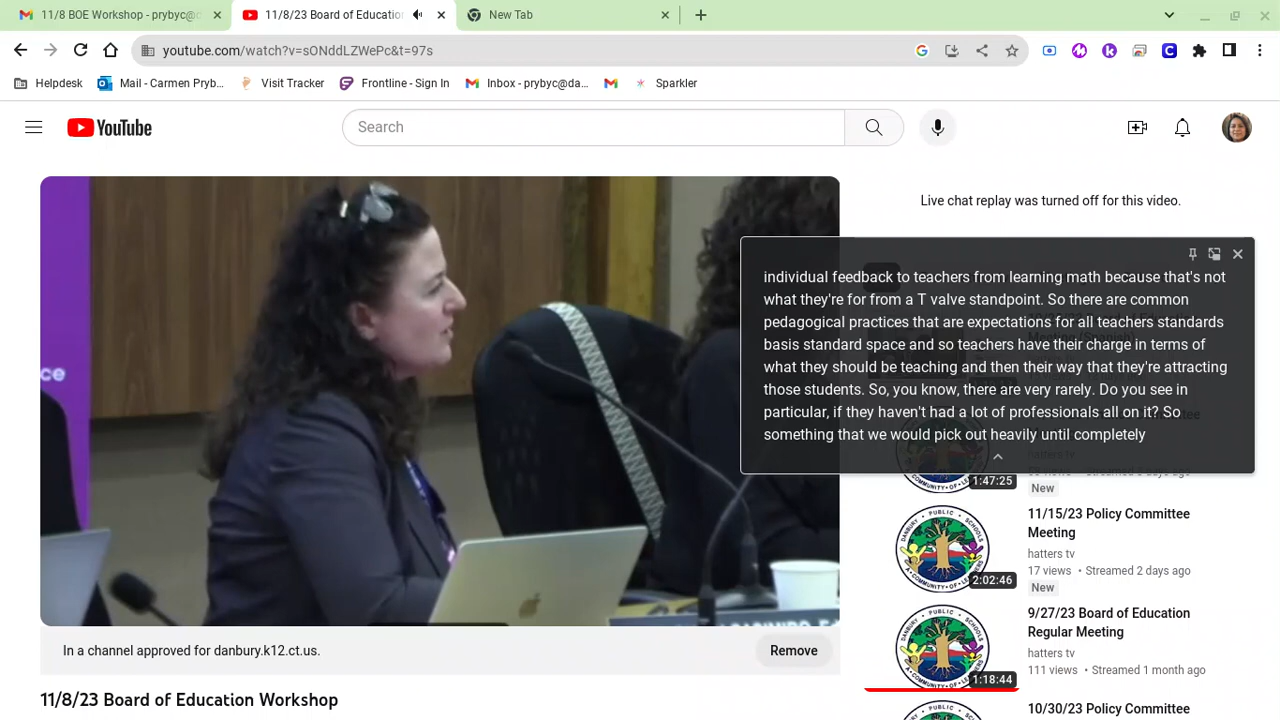 11/8 BOE Workshop - prybyc@d
11/8/23 Board of Education
New Tab
youtube.com/watch?v=sONddLZWePc&t=97s
Helpdesk
Mail - Carmen Pryb...
Visit Tracker
Frontline - Sign In
Inbox - prybyc@da...
Sparkler
YouTube
Search
Live chat replay was turned off for this video.
individual feedback to teachers from learning math because that's not
what they're for from a T valve standpoint. So there are common
pedagogical practices that are expectations for all teachers standards
basis standard space and so teachers have their charge in terms of
what they should be teaching and then their way that they're attracting
those students. So, you know, there are very rarely. Do you see in
particular, if they haven't had a lot of professionals all on it? So
something that we would pick out heavily until completely
1:47:25
New
11/15/23 Policy Committee
Meeting
hatters tv
17 views • Streamed 2 days ago
New
2:02:46
9/27/23 Board of Education
Regular Meeting
hatters tv
111 views • Streamed 1 month ago
1:18:44
10/30/23 Policy Committee
ce
In a channel approved for danbury.k12.ct.us.
Remove
11/8/23 Board of Education Workshop